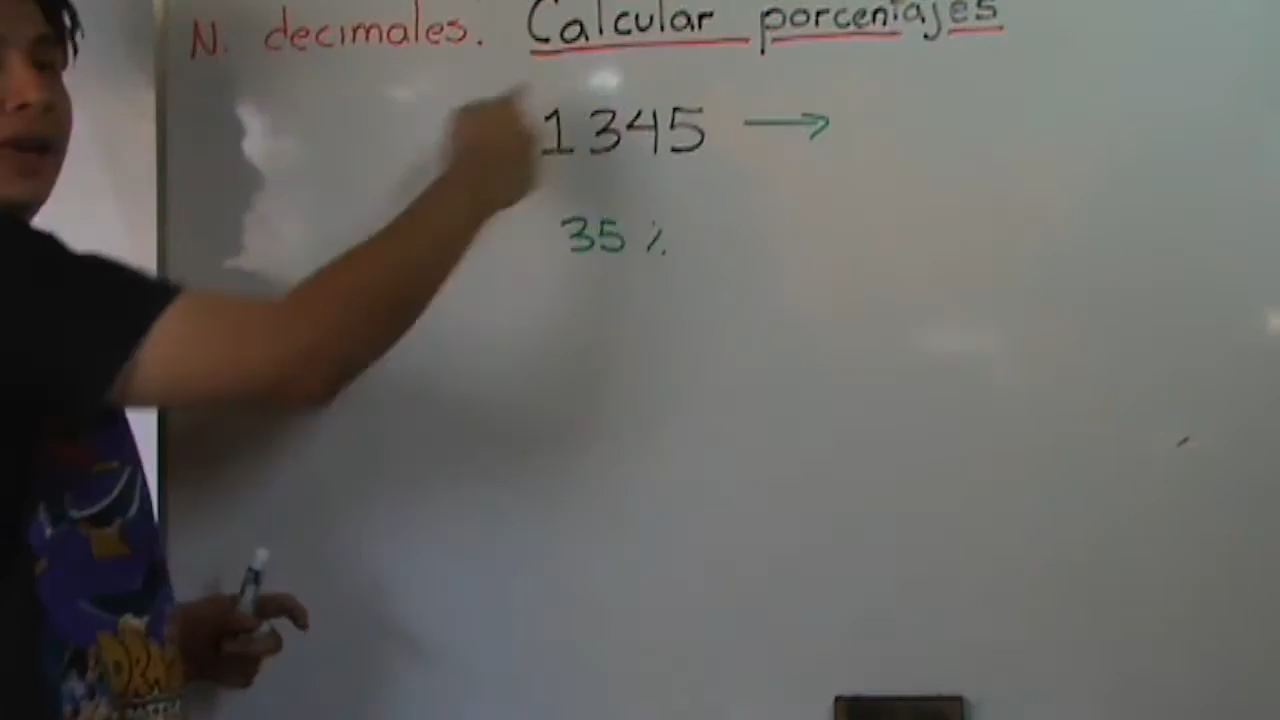 N. decimales. Calcular porcentajes
1345 →
35 %